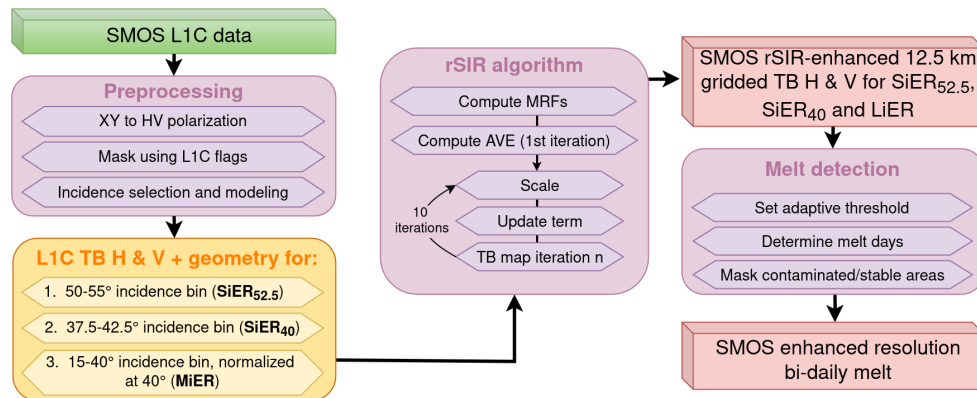 SMOS L1C data
Preprocessing
XY to HV polarization
Mask using L1C flags
Incidence selection and modeling
L1C TB H & V + geometry for:
1. 50-55° incidence bin (SiER52.5)
2. 37.5-42.5° incidence bin (SiER40)
3. 15-40° incidence bin, normalized
at 40° (MiER)
rSIR algorithm
Compute MRFs
Compute AVE (1st iteration)
Scale
Update term
TB map iteration n
10
iterations
SMOS rSIR-enhanced 12.5 km
gridded TB H & V for SiER52.5,
SiER40 and LiER
Melt detection
Set adaptive threshold
Determine melt days
Mask contaminated/stable areas
SMOS enhanced resolution
bi-daily melt